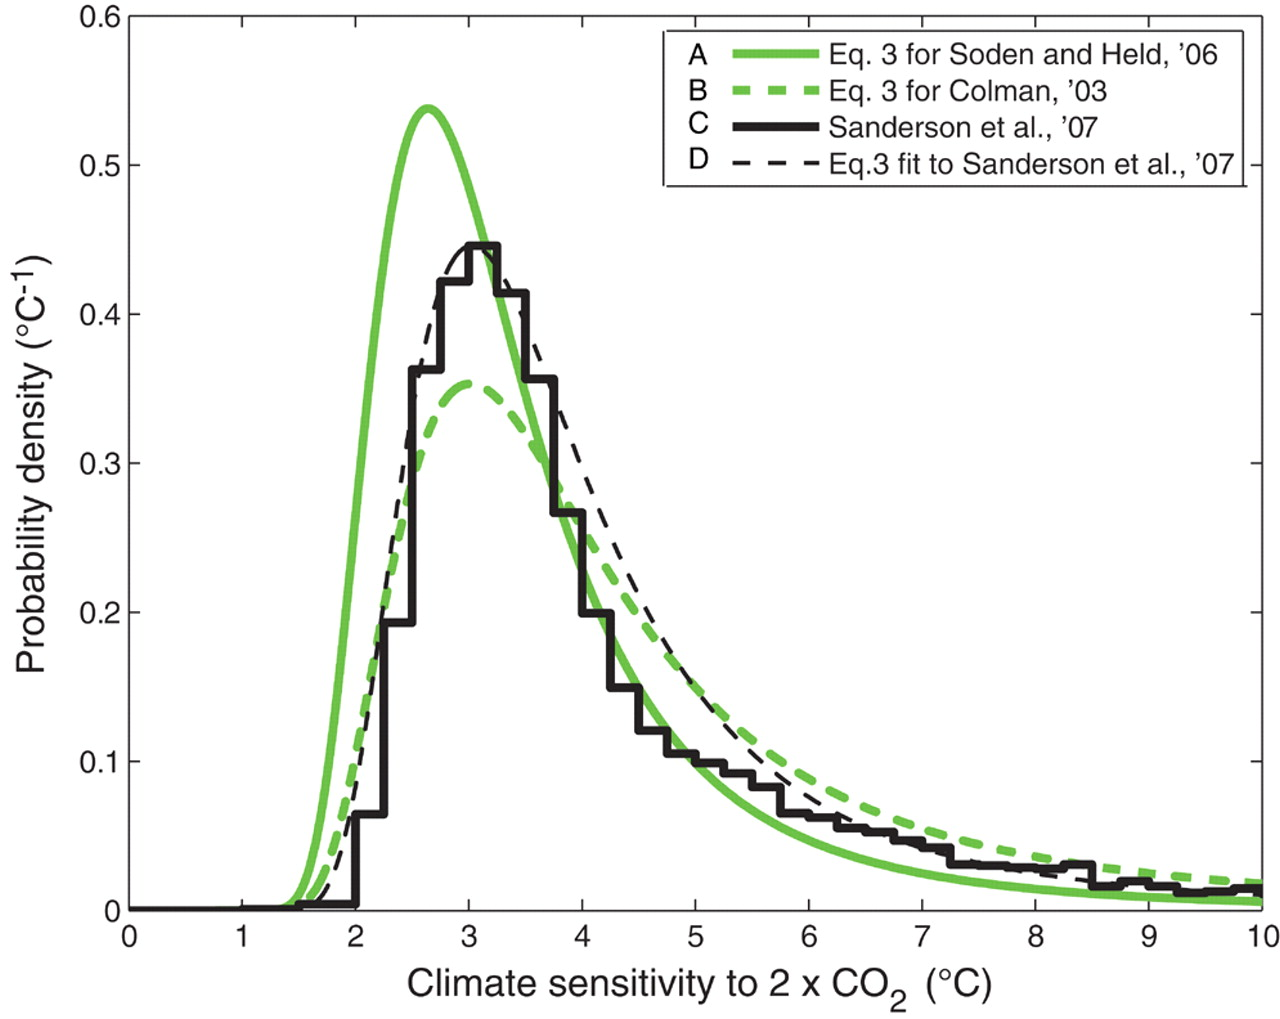 0.6
A Eq. 3 for Soden and Held, ’06
B Eq. 3 for Colman, ’03
C Sanderson et al., ’07
D Eq.3 fit to Sanderson et al., ’07
0.5
0.4
0.3
0.2
0.1
0
Probability density (°C-1)
0 1 2 3 4 5 6 7 8 9 10
Climate sensitivity to 2 x CO2 (°C)